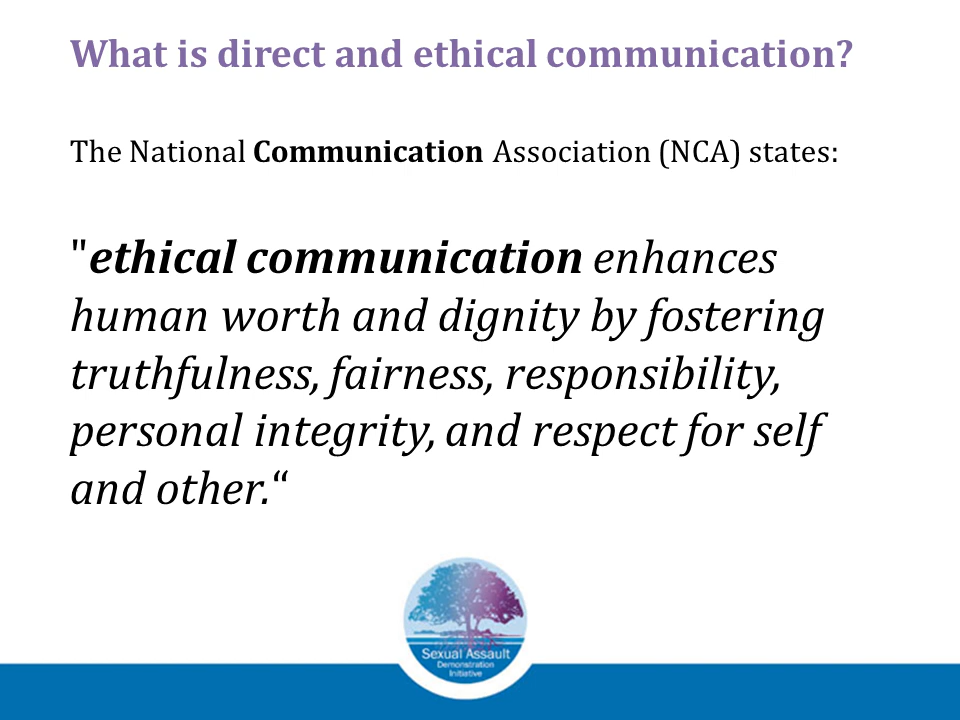 What is direct and ethical communication?
The National Communication Association (NCA) states:
"ethical communication enhances
human worth and dignity by fostering
truthfulness, fairness, responsibility,
personal integrity, and respect for self
and other.“
Sexual Assault
Demonstration
Initiative